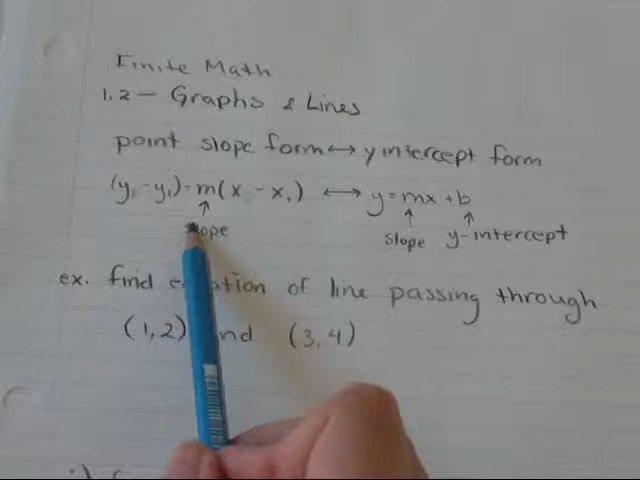 Finite Math
1.2 - Graphs & Lines
point slope form ↔ y intercept form
(y, -y₁) = m(x - x₁) ↔ y = mx + b
↑ ↑ ↑
slope slope y-intercept
ex. find of line passing through
(1,2) and (3,4)